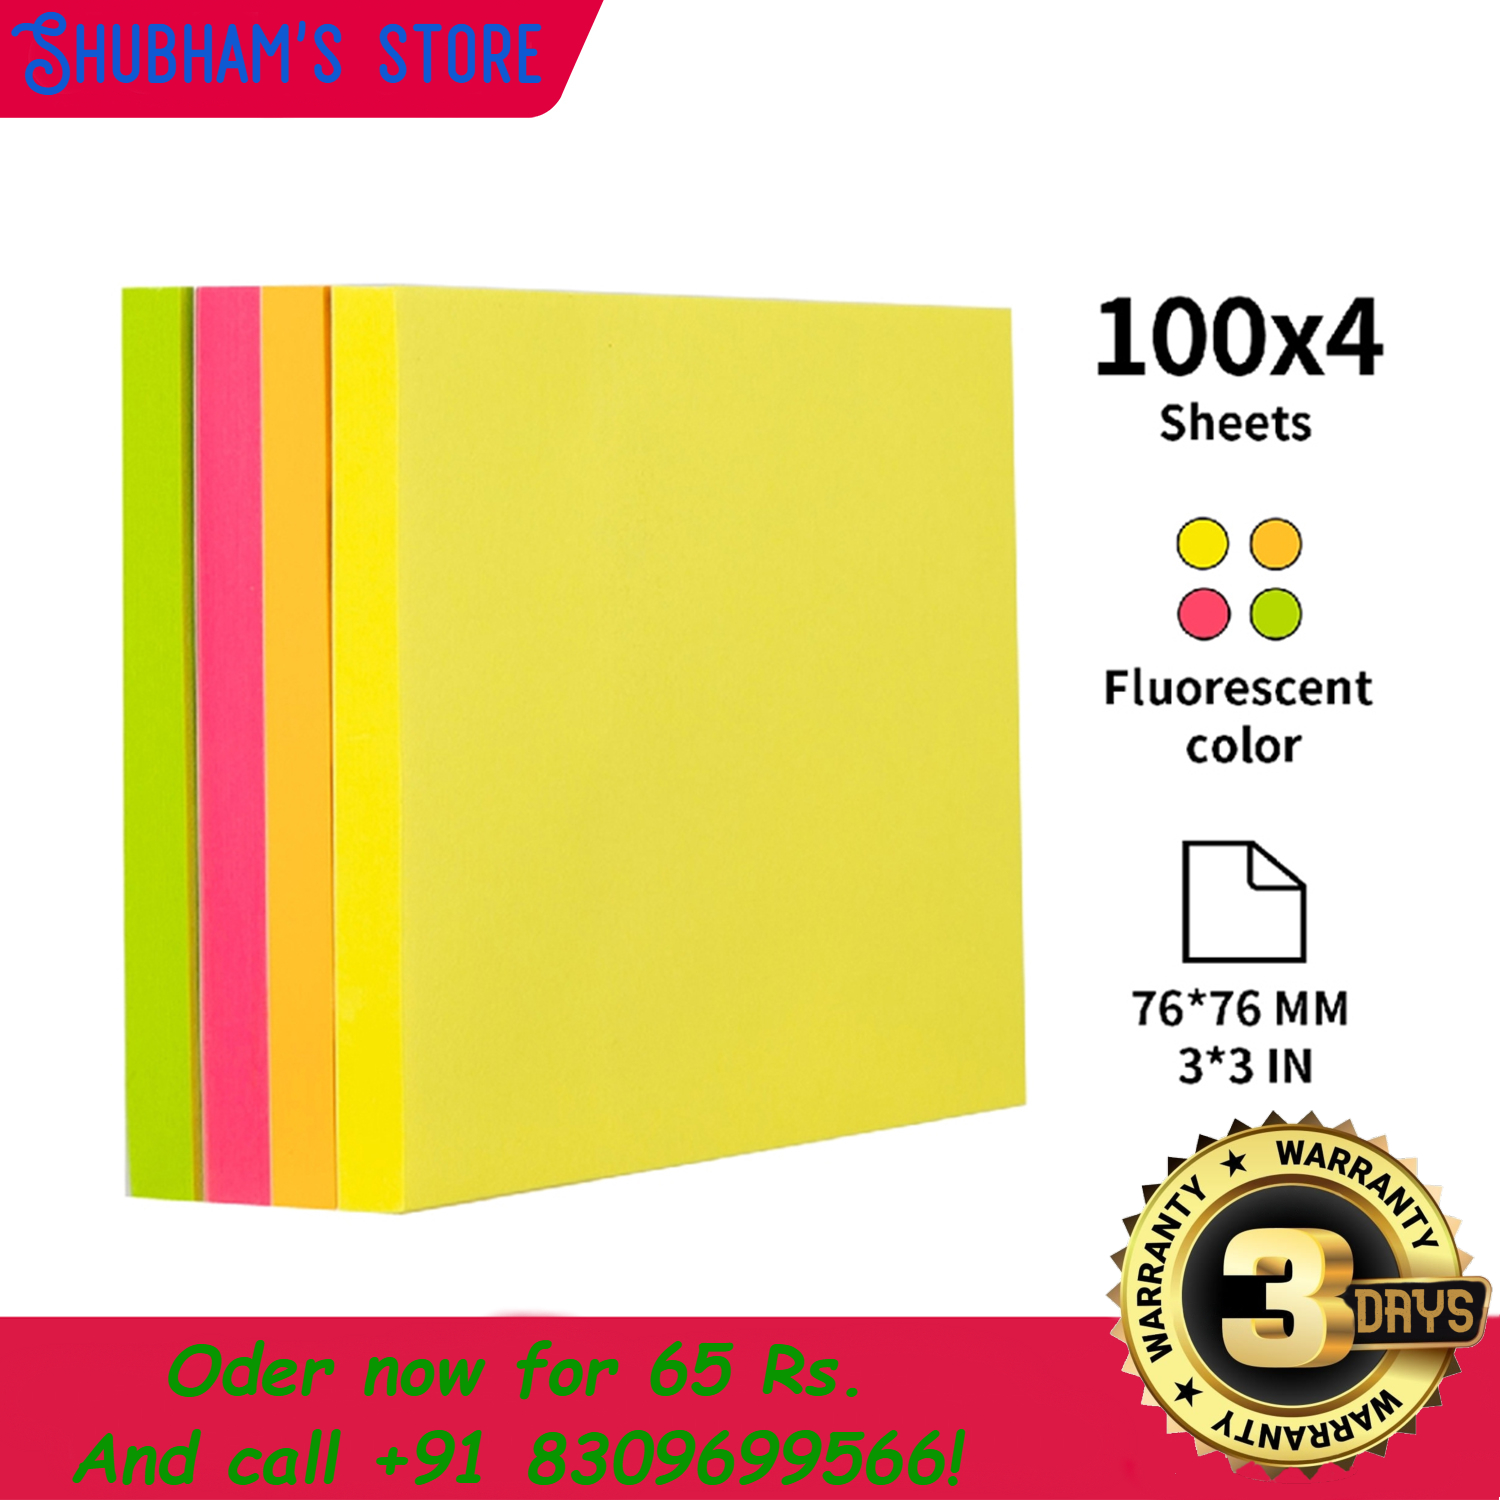 SHUBHAM'S STORE
100x4
Sheets
Fluorescent
color
76*76 MM
3*3 IN
WARRANTY ★ WARRANTY
3 DAYS
★ WARRANTY
Oder now for 65 Rs.
And call +91 8309699566!